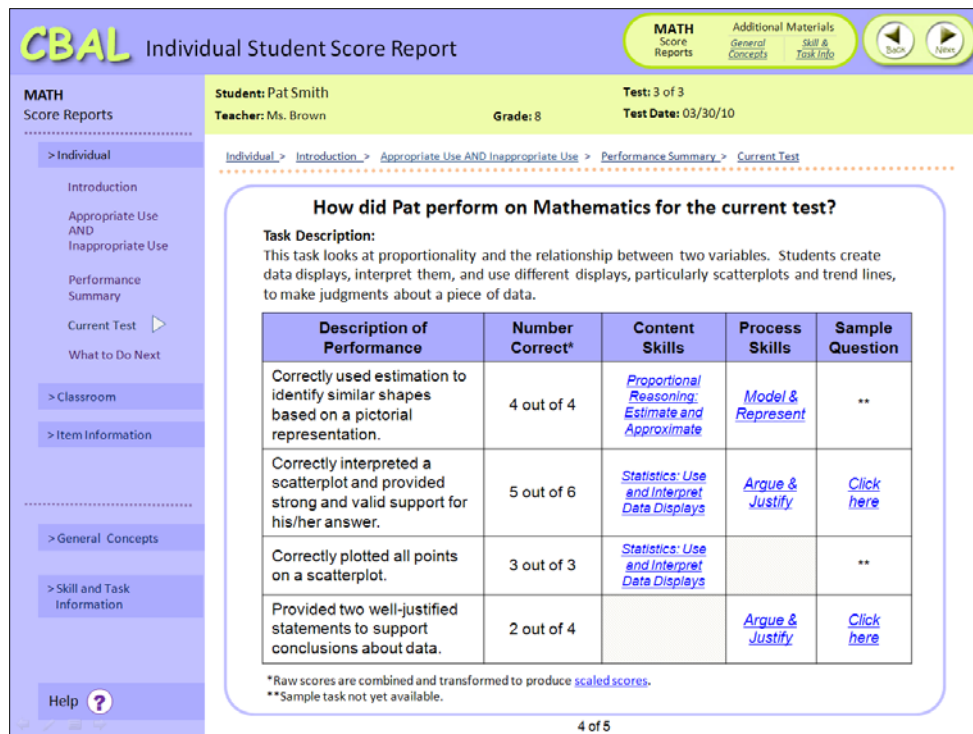 CBAL Individual Student Score Report
MATH
Score
Reports
Additional Materials
General
Concepts
Skill &
Task Info
Back
Next
MATH
Score Reports
> Individual
Introduction
Appropriate Use
AND
Inappropriate Use
Performance
Summary
Current Test
What to Do Next
> Classroom
> Item Information
> General Concepts
> Skill and Task
Information
Help ?
Student: Pat Smith
Test: 3 of 3
Teacher: Ms. Brown
Grade: 8
Test Date: 03/30/10
Individual > Introduction > Appropriate Use AND Inappropriate Use > Performance Summary > Current Test
How did Pat perform on Mathematics for the current test?
Task Description:
This task looks at proportionality and the relationship between two variables. Students create
data displays, interpret them, and use different displays, particularly scatterplots and trend lines,
to make judgments about a piece of data.
Description of
Performance
Number
Correct*
Content
Skills
Process
Skills
Sample
Question
Correctly used estimation to
identify similar shapes
based on a pictorial
representation.
4 out of 4
Proportional
Reasoning:
Estimate and
Approximate
Model &
Represent
**
Correctly interpreted a
scatterplot and provided
strong and valid support for
his/her answer.
5 out of 6
Statistics: Use
and Interpret
Data Displays
Argue &
Justify
Click
here
Correctly plotted all points
on a scatterplot.
3 out of 3
Statistics: Use
and Interpret
Data Displays
**
Provided two well-justified
statements to support
conclusions about data.
2 out of 4
Argue &
Justify
Click
here
*Raw scores are combined and transformed to produce scaled scores.
**Sample task not yet available.
4 of 5